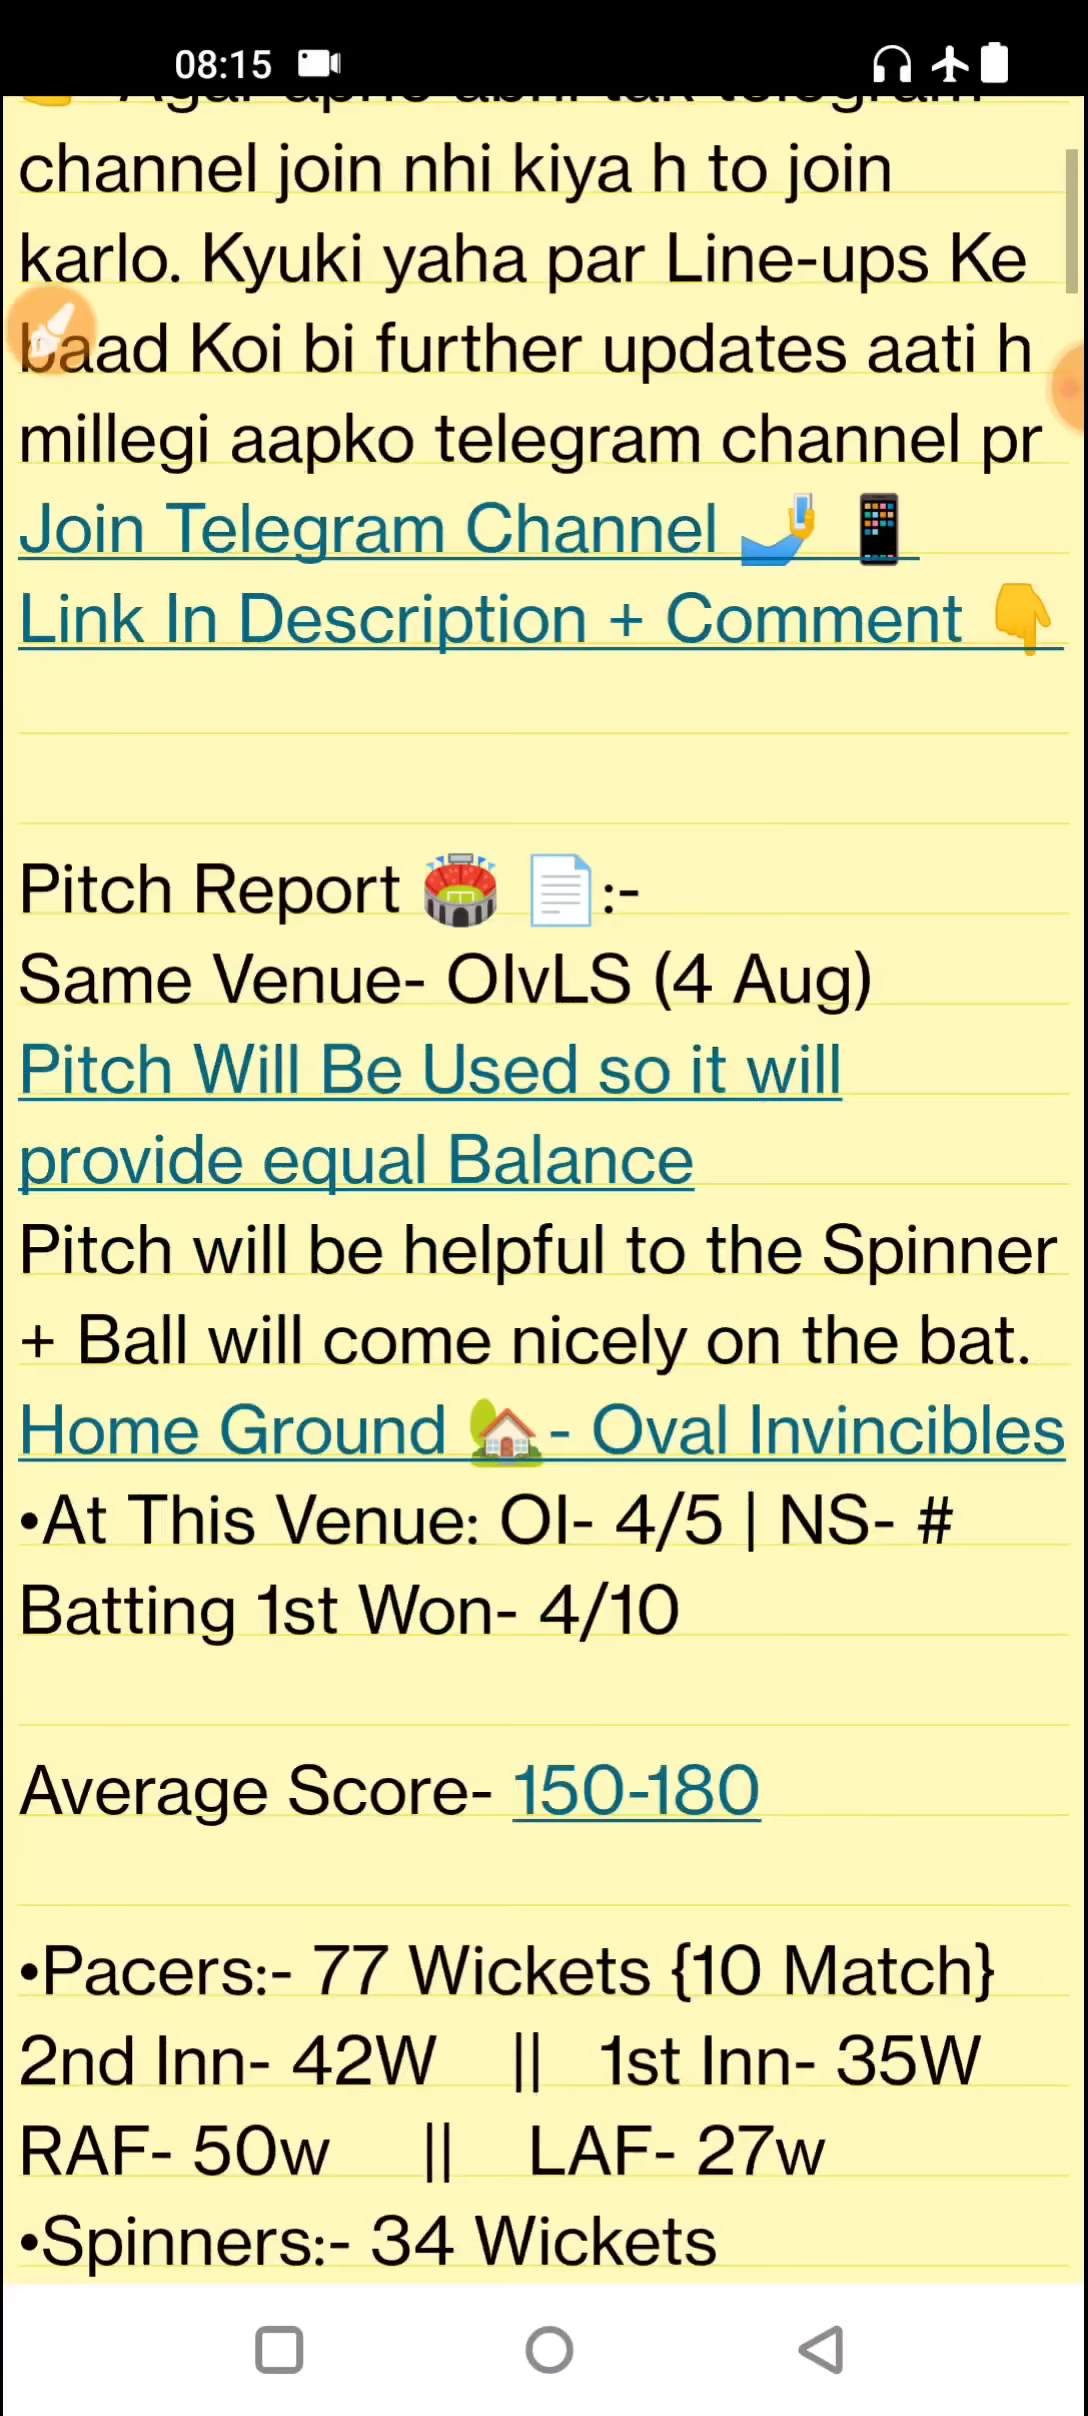 08:15
Agar apne abhi tak telegram
channel join nhi kiya h to join
karlo. Kyuki yaha par Line-ups Ke
baad Koi bi further updates aati h
millegi aapko telegram channel pr
Join Telegram Channel 🤳 📱
Link In Description + Comment 👇
Pitch Report 🏟️ 📄:-
Same Venue- OIvLS (4 Aug)
Pitch Will Be Used so it will
provide equal Balance
Pitch will be helpful to the Spinner
+ Ball will come nicely on the bat.
Home Ground 🏡- Oval Invincibles
•At This Venue: OI- 4/5 | NS- #
Batting 1st Won- 4/10
Average Score- 150-180
•Pacers:- 77 Wickets {10 Match}
2nd Inn- 42W || 1st Inn- 35W
RAF- 50w || LAF- 27w
•Spinners:- 34 Wickets